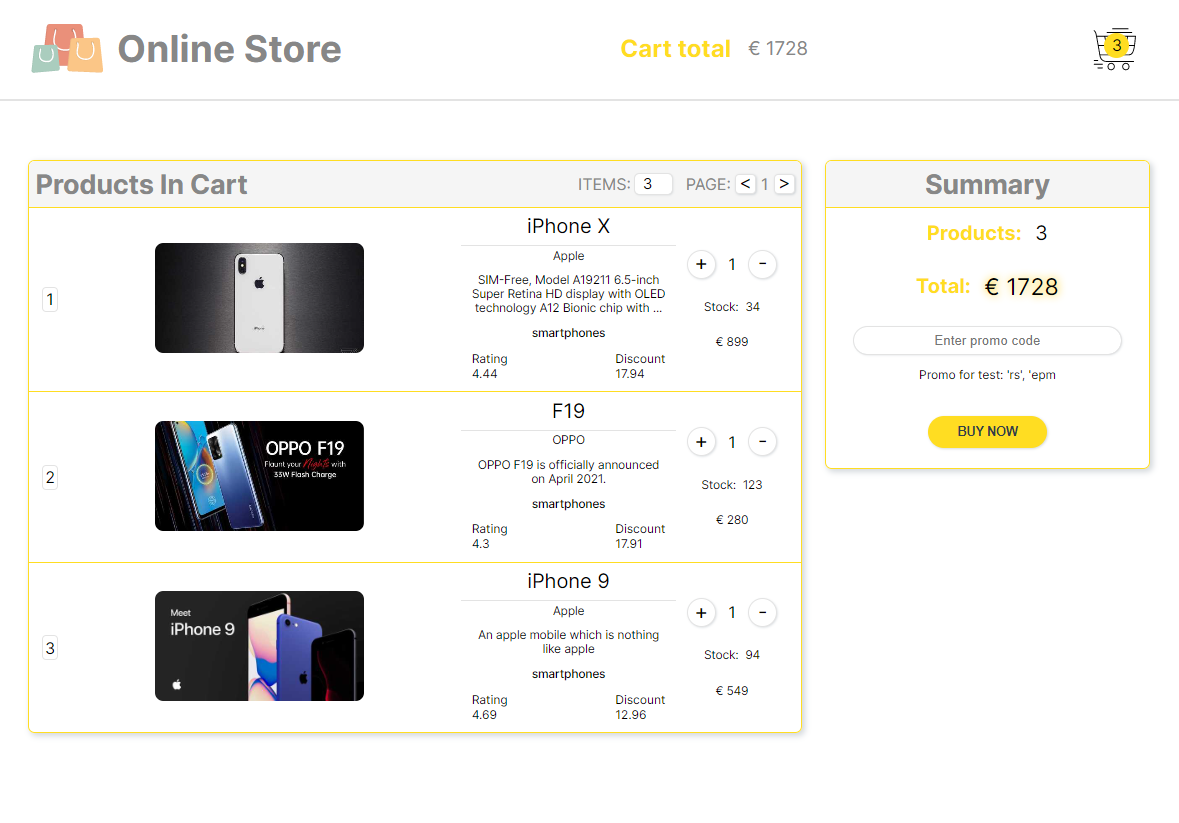 Online Store
Cart total € 1728
3
Products In Cart
ITEMS: 3 PAGE: < 1 >
1
iPhone X
Apple
SIM-Free, Model A19211 6.5-inch
Super Retina HD display with OLED
technology A12 Bionic chip with ...
smartphones
Rating
4.44
Discount
17.94
+ 1 -
Stock: 34
€ 899
2
OPPO F19
Flaunt your Nights with
33W Flash Charge
F19
OPPO
OPPO F19 is officially announced
on April 2021.
smartphones
Rating
4.3
Discount
17.91
+ 1 -
Stock: 123
€ 280
3
Meet
iPhone 9
iPhone 9
Apple
An apple mobile which is nothing
like apple
smartphones
Rating
4.69
Discount
12.96
+ 1 -
Stock: 94
€ 549
Summary
Products: 3
Total: € 1728
Enter promo code
Promo for test: 'rs', 'epm
BUY NOW